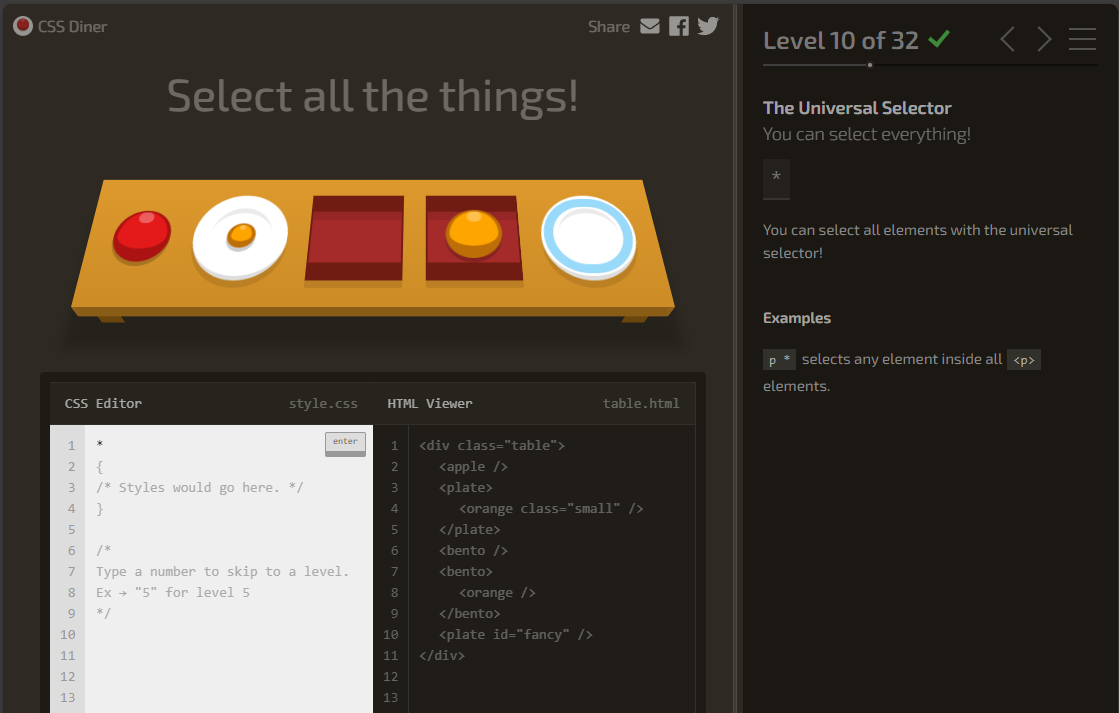 CSS Diner
Share
Select all the things!
CSS Editor
style.css
HTML Viewer
table.html
1 *
enter
2 {
3 /* Styles would go here. */
4 }
5
6 /*
7 Type a number to skip to a level.
8 Ex → "5" for level 5
9 */
10
11
12
13
1 <div class="table">
2 <apple />
3 <plate>
4 <orange class="small" />
5 </plate>
6 <bento />
7 <bento>
8 <orange />
9 </bento>
10 <plate id="fancy" />
11 </div>
12
13
Level 10 of 32
The Universal Selector
You can select everything!
*
You can select all elements with the universal
selector!
Examples
p * selects any element inside all <p>
elements.